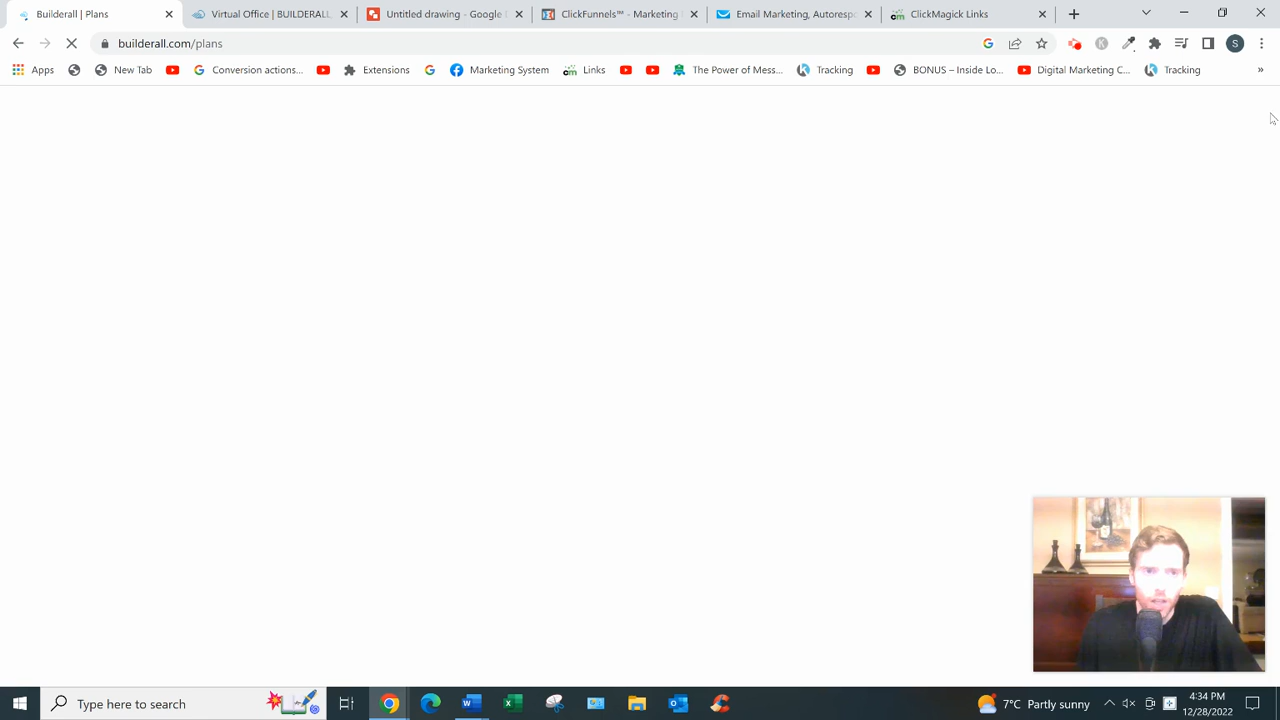 Builderall | Plans
Virtual Office | BUILDERALL
Untitled drawing - Google
ClickFunnels™ - Marketing
Email Marketing, Autoresp
ClickMagick Links
builderall.com/plans
Apps
New Tab
Conversion actions...
Extensions
Marketing System
Links
The Power of Mess...
Tracking
BONUS – Inside Lo...
Digital Marketing C...
Tracking
»
Type here to search
7°C Partly sunny
4:34 PM
12/28/2022